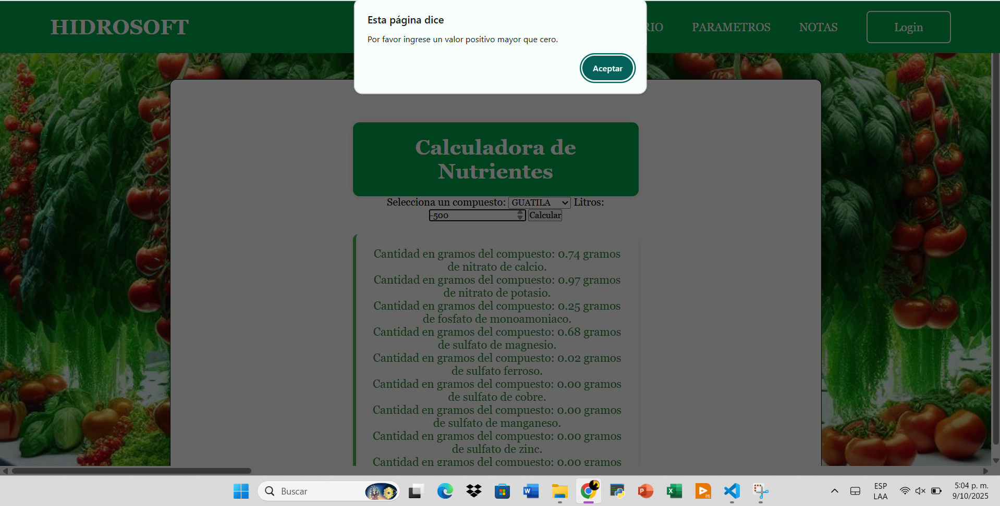 HIDROSOFT
RIO PARAMETROS NOTAS Login
Esta página dice
Por favor ingrese un valor positivo mayor que cero.
Aceptar
Calculadora de
Nutrientes
Selecciona un compuesto: GUATILA Litros:
-500 Calcular
Cantidad en gramos del compuesto: 0.74 gramos
de nitrato de calcio.
Cantidad en gramos del compuesto: 0.97 gramos
de nitrato de potasio.
Cantidad en gramos del compuesto: 0.25 gramos
de fosfato de monoamoniaco.
Cantidad en gramos del compuesto: 0.68 gramos
de sulfato de magnesio.
Cantidad en gramos del compuesto: 0.02 gramos
de sulfato ferroso.
Cantidad en gramos del compuesto: 0.00 gramos
de sulfato de cobre.
Cantidad en gramos del compuesto: 0.00 gramos
de sulfato de manganeso.
Cantidad en gramos del compuesto: 0.00 gramos
de sulfato de zinc.
Cantidad en gramos del compuesto: 0.00 gramos
Buscar
ESP
LAA
5:04 p. m.
9/10/2025